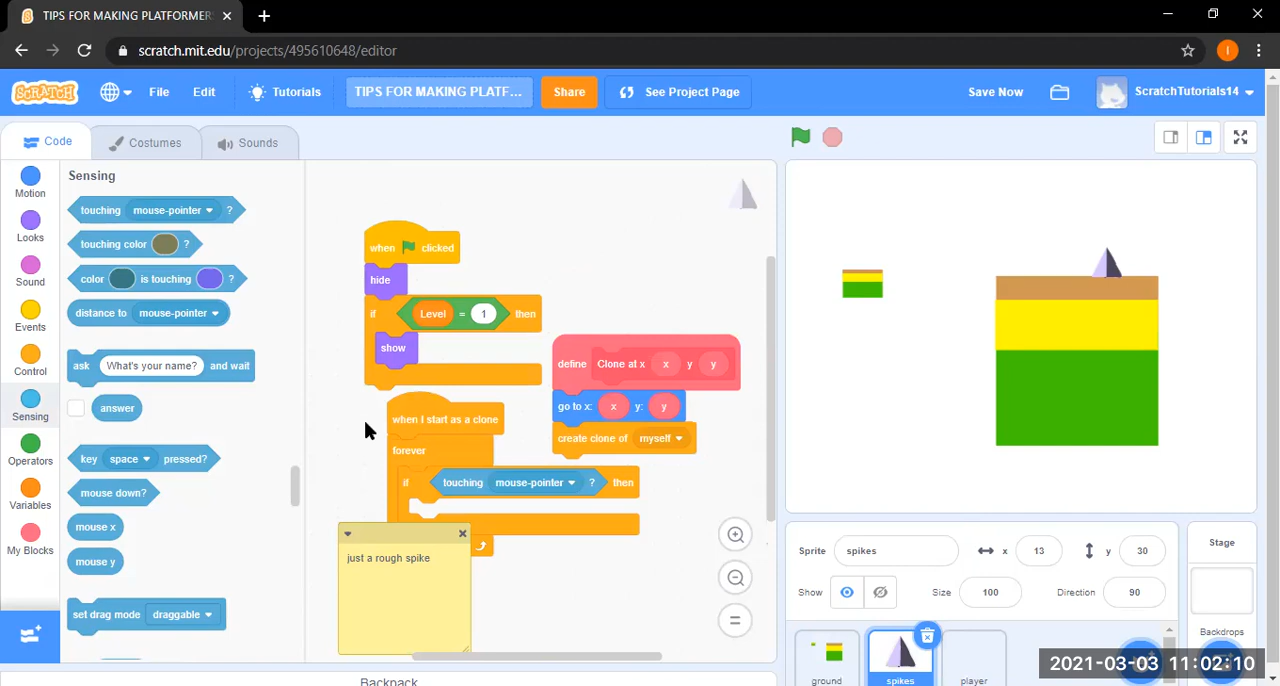 TIPS FOR MAKING PLATFORMER
scratch.mit.edu/projects/495610648/editor
I
SCRATCH
File
Edit
Tutorials
TIPS FOR MAKING PLATF...
Share
See Project Page
Save Now
ScratchTutorials14
Code
Costumes
Sounds
Motion
Looks
Sound
Events
Control
Sensing
Operators
Variables
My Blocks
Sensing
touching mouse-pointer ?
touching color ?
color is touching ?
distance to mouse-pointer
ask What's your name? and wait
answer
key space pressed?
mouse down?
mouse x
mouse y
set drag mode draggable
when clicked
hide
if Level = 1 then
show
define Clone at x x y y
go to x: x y: y
create clone of myself
when I start as a clone
forever
if touching mouse-pointer ? then
just a rough spike
Sprite spikes x 13 y 30
Show Size 100 Direction 90
Stage
Backdrops
ground
spikes
player
Backpack
2021-03-03 11:02:10